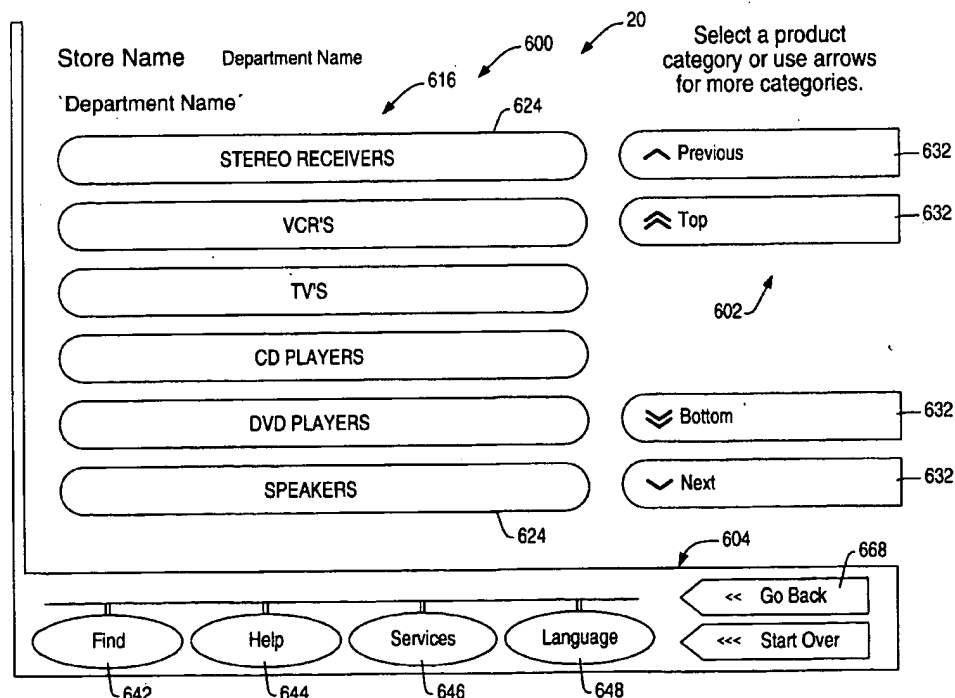 20
600
Store Name Department Name
Select a product
category or use arrows
for more categories.
616
'Department Name'
624
STEREO RECEIVERS
Previous
632
VCR'S
Top
632
TV'S
602
CD PLAYERS
DVD PLAYERS
Bottom
632
SPEAKERS
Next
632
624
604
668
<< Go Back
Find
Help
Services
Language
<<< Start Over
642
644
646
648